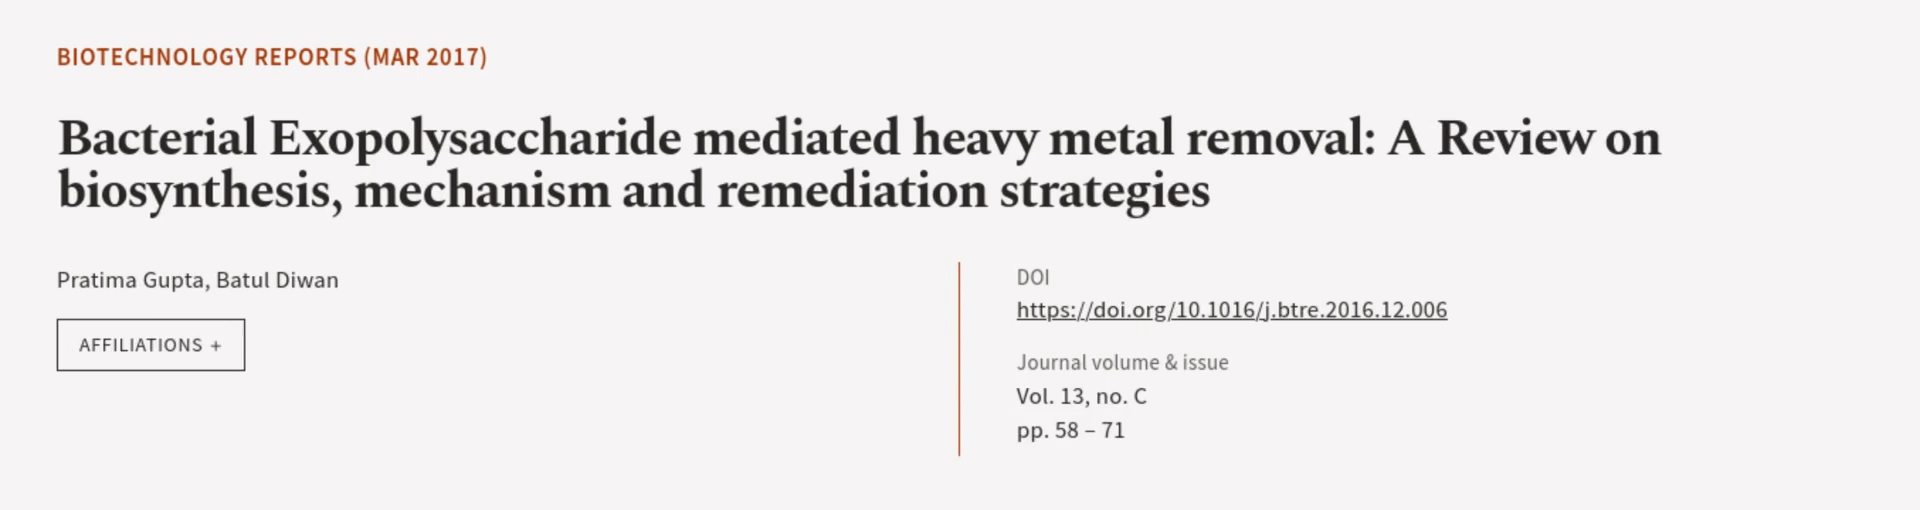 BIOTECHNOLOGY REPORTS (MAR 2017)
Bacterial Exopolysaccharide mediated heavy metal removal: A Review on
biosynthesis, mechanism and remediation strategies
Pratima Gupta, Batul Diwan
AFFILIATIONS +
DOI
https://doi.org/10.1016/j.btre.2016.12.006
Journal volume & issue
Vol. 13, no. C
pp. 58 – 71